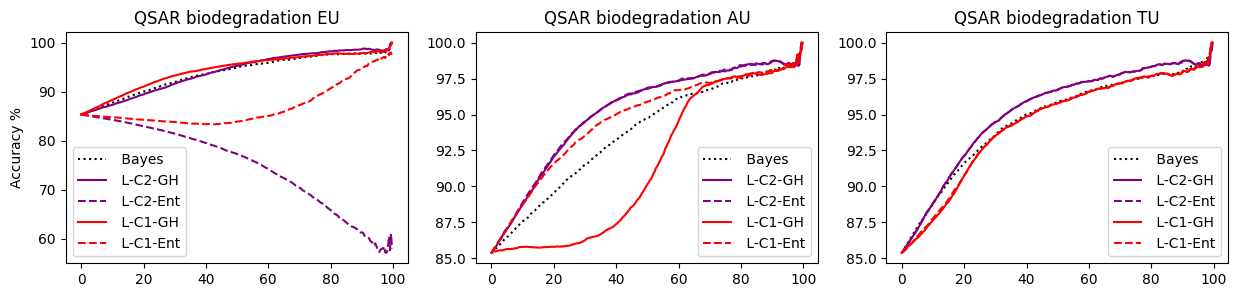 QSAR biodegradation EU
Accuracy %
100
90
80
70
60
0 20 40 60 80 100
Bayes
L-C2-GH
L-C2-Ent
L-C1-GH
L-C1-Ent
QSAR biodegradation AU
100.0
97.5
95.0
92.5
90.0
87.5
85.0
0 20 40 60 80 100
Bayes
L-C2-GH
L-C2-Ent
L-C1-GH
L-C1-Ent
QSAR biodegradation TU
100.0
97.5
95.0
92.5
90.0
87.5
85.0
0 20 40 60 80 100
Bayes
L-C2-GH
L-C2-Ent
L-C1-GH
L-C1-Ent